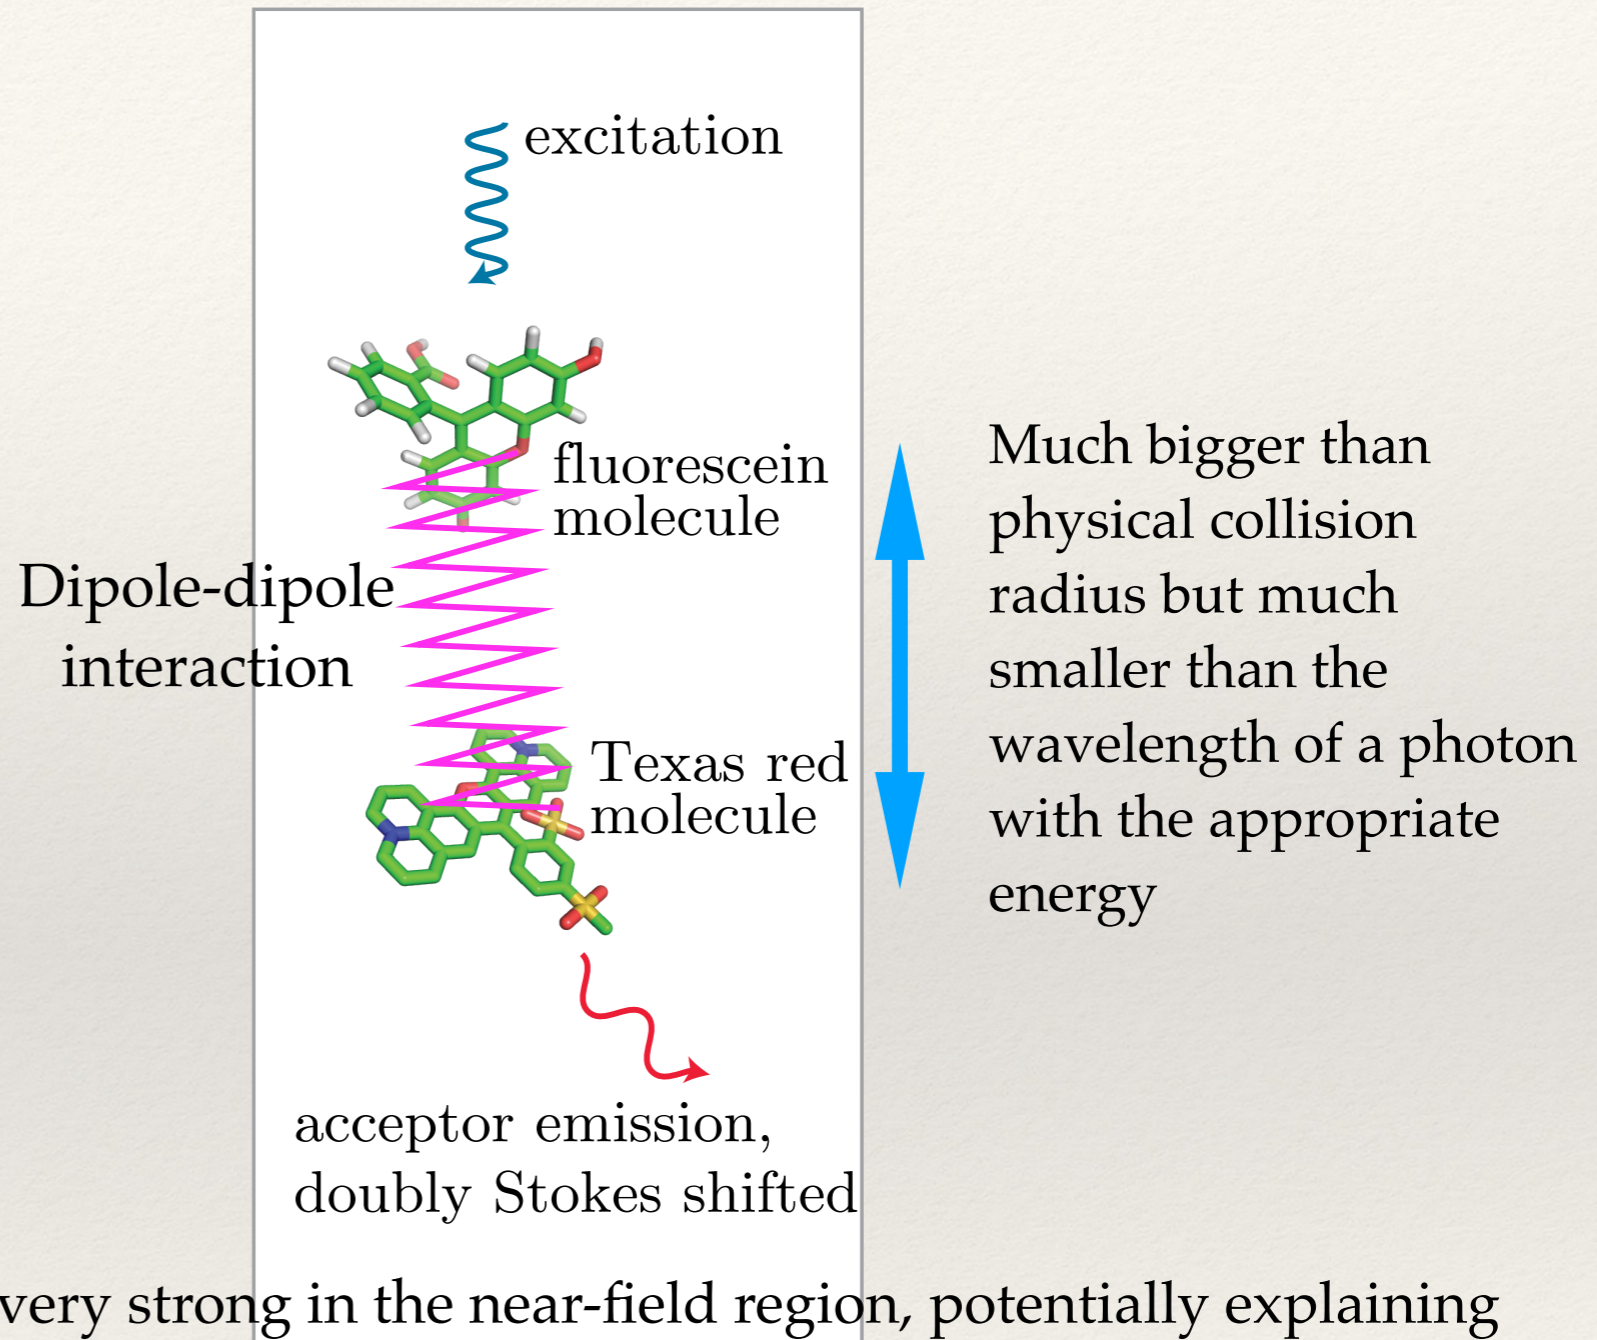 excitation
fluorescein
molecule
Dipole-dipole
interaction
Much bigger than
physical collision
radius but much
smaller than the
wavelength of a photon
with the appropriate
energy
Texas red
molecule
acceptor emission,
doubly Stokes shifted
very strong in the near-field region, potentially explaining